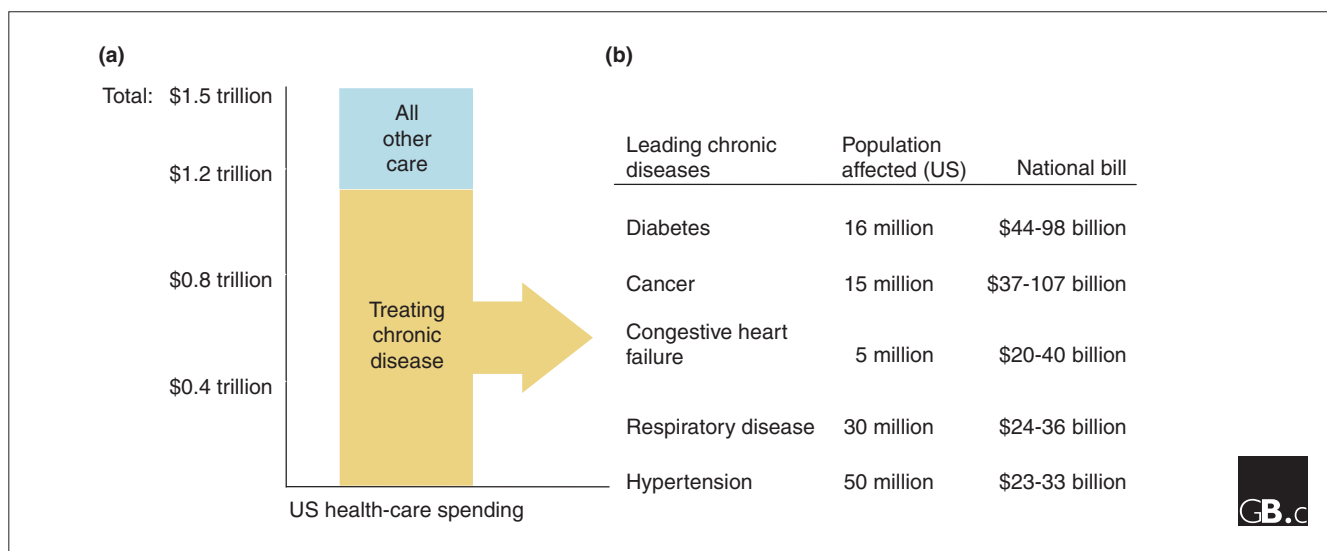 (a)
Total: $1.5 trillion
$1.2 trillion
$0.8 trillion
$0.4 trillion
All
other
care
Treating
chronic
disease
US health-care spending
(b)
Leading chronic
diseases
Population
affected (US)
National bill
Diabetes 16 million $44-98 billion
Cancer 15 million $37-107 billion
Congestive heart
failure 5 million $20-40 billion
Respiratory disease 30 million $24-36 billion
Hypertension 50 million $23-33 billion
GB.c